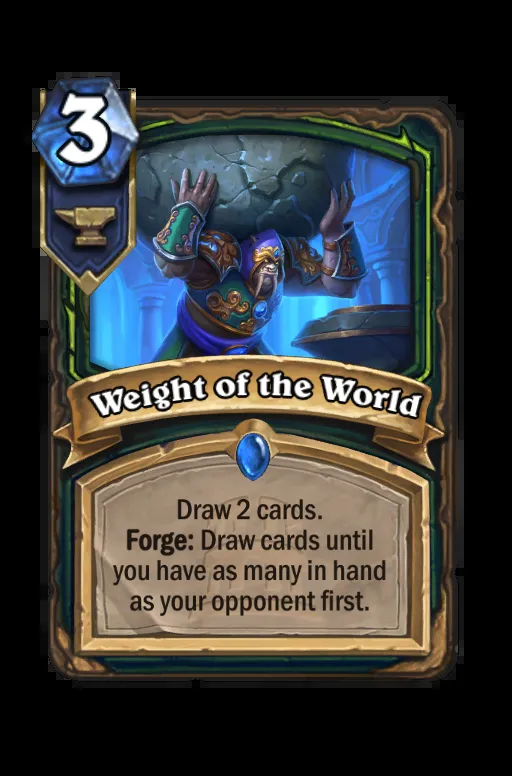 3
Weight of the World
Draw 2 cards.
Forge: Draw cards until
you have as many in hand
as your opponent first.